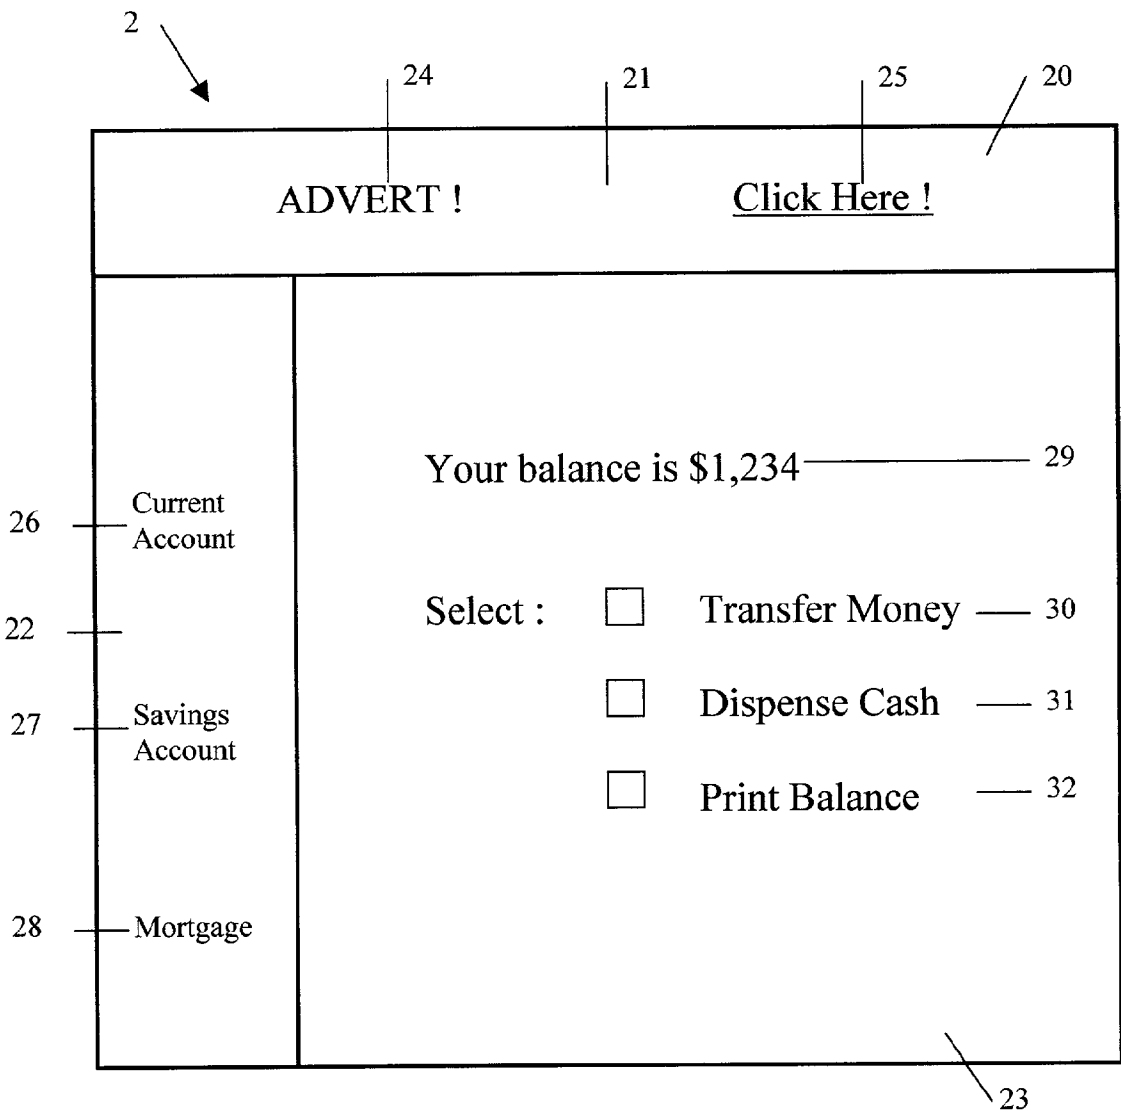 2
24
21
25
20
ADVERT !
Click Here !
Your balance is $1,234
29
26
Current
Account
Select :
Transfer Money
30
22
Dispense Cash
31
27
Savings
Account
Print Balance
32
28
Mortgage
23